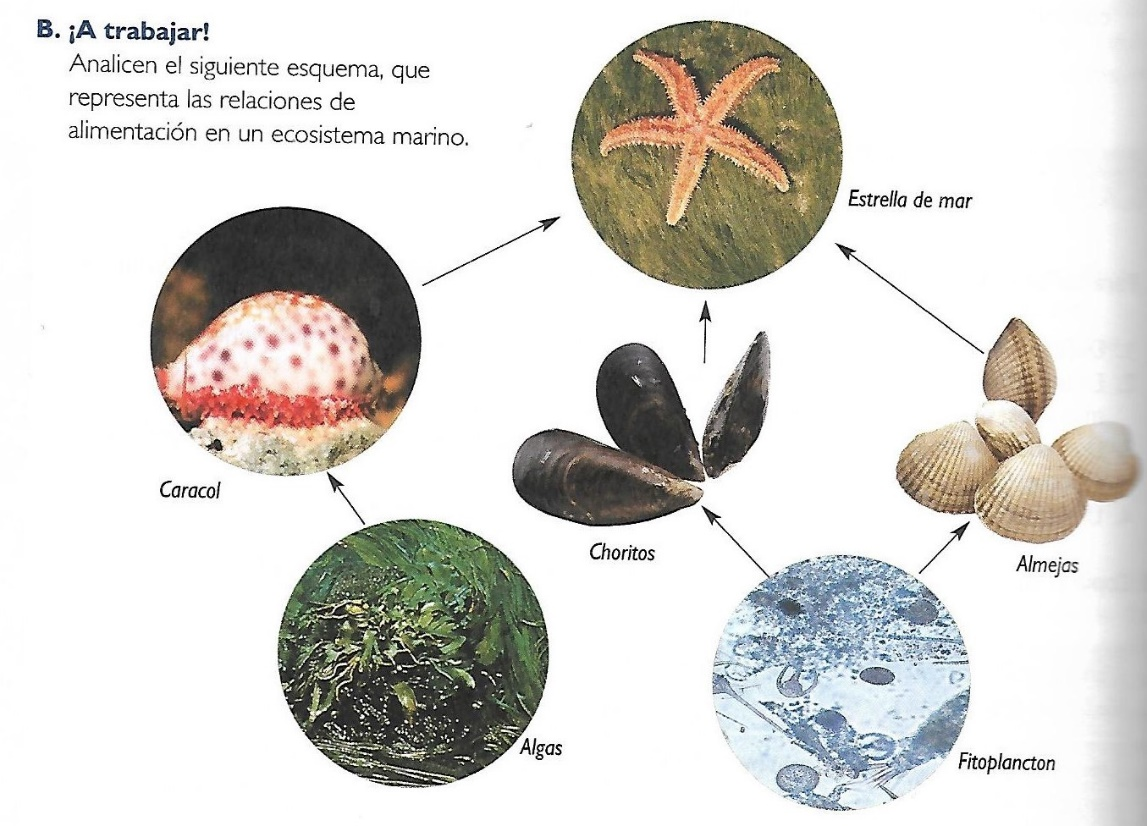 B. ¡A trabajar!
Analicen el siguiente esquema, que
representa las relaciones de
alimentación en un ecosistema marino.
Estrella de mar
Caracol
Choritos
Almejas
Algas
Fitoplancton